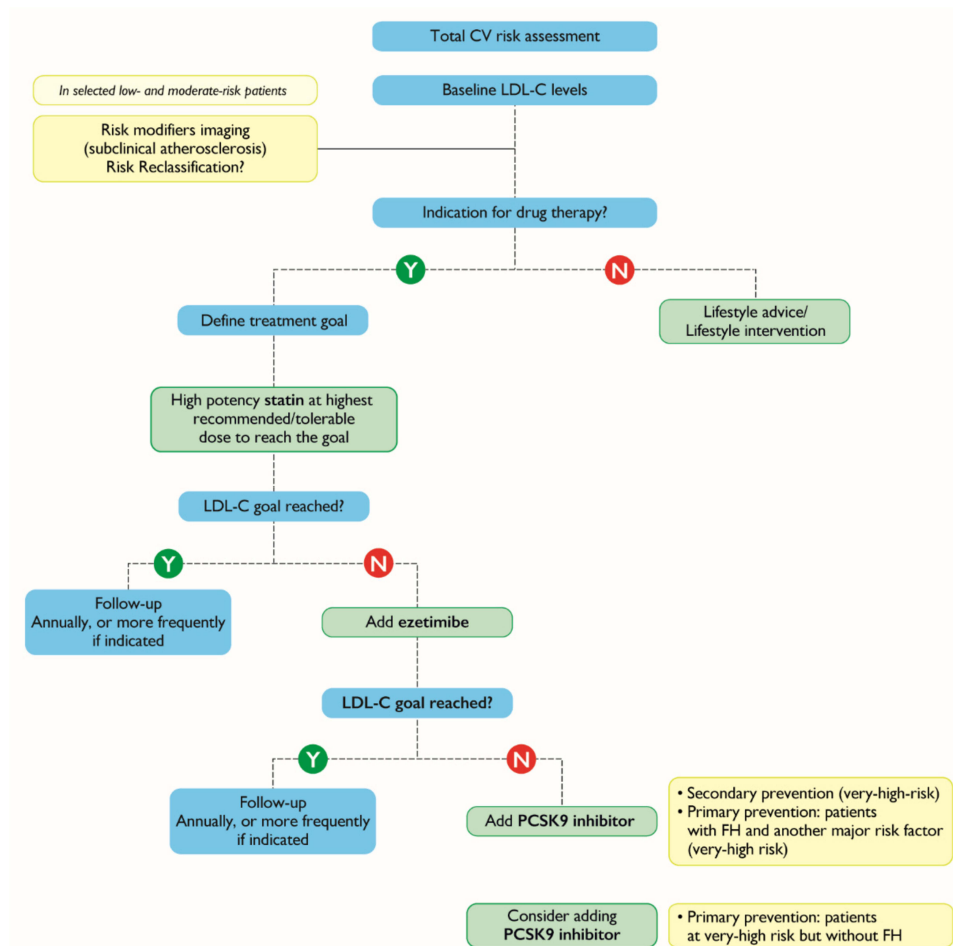 Total CV risk assessment
In selected low- and moderate-risk patients
Baseline LDL-C levels
Risk modifiers imaging
(subclinical atherosclerosis)
Risk Reclassification?
Indication for drug therapy?
Y
N
Define treatment goal
Lifestyle advice/
Lifestyle intervention
High potency statin at highest
recommended/tolerable
dose to reach the goal
LDL-C goal reached?
Y
N
Follow-up
Annually, or more frequently
if indicated
Add ezetimibe
LDL-C goal reached?
Y
N
Follow-up
Annually, or more frequently
if indicated
Add PCSK9 inhibitor
• Secondary prevention (very-high-risk)
• Primary prevention: patients
with FH and another major risk factor
(very-high risk)
Consider adding
PCSK9 inhibitor
• Primary prevention: patients
at very-high risk but without FH